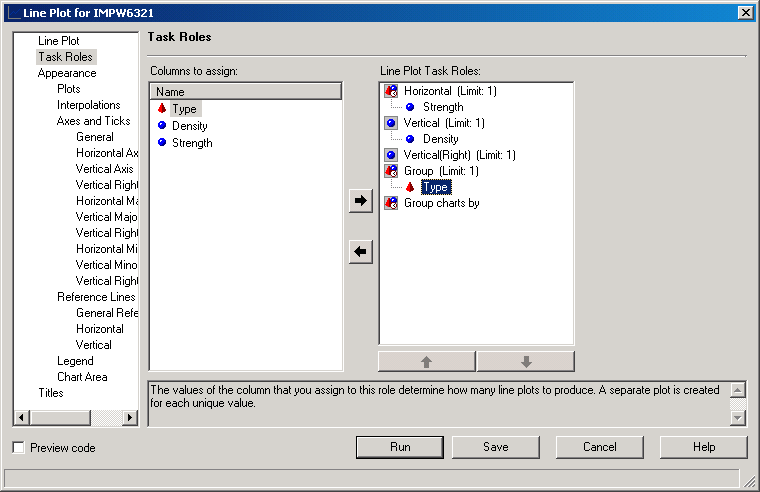 Line Plot for IMPW6321
Line Plot
Task Roles
Appearance
Plots
Interpolations
Axes and Ticks
General
Horizontal Ax
Vertical Axis
Vertical Right
Horizontal Ma
Vertical Majo
Vertical Right
Horizontal Mi
Vertical Mino
Vertical Right
Reference Lines
General Refe
Horizontal
Vertical
Legend
Chart Area
Titles
Task Roles
Columns to assign:
Name
Type
Density
Strength
Line Plot Task Roles:
Horizontal (Limit: 1)
Strength
Vertical (Limit: 1)
Density
Vertical(Right) (Limit: 1)
Group (Limit: 1)
Type
Group charts by
The values of the column that you assign to this role determine how many line plots to produce. A separate plot is created
for each unique value.
Preview code
Run
Save
Cancel
Help